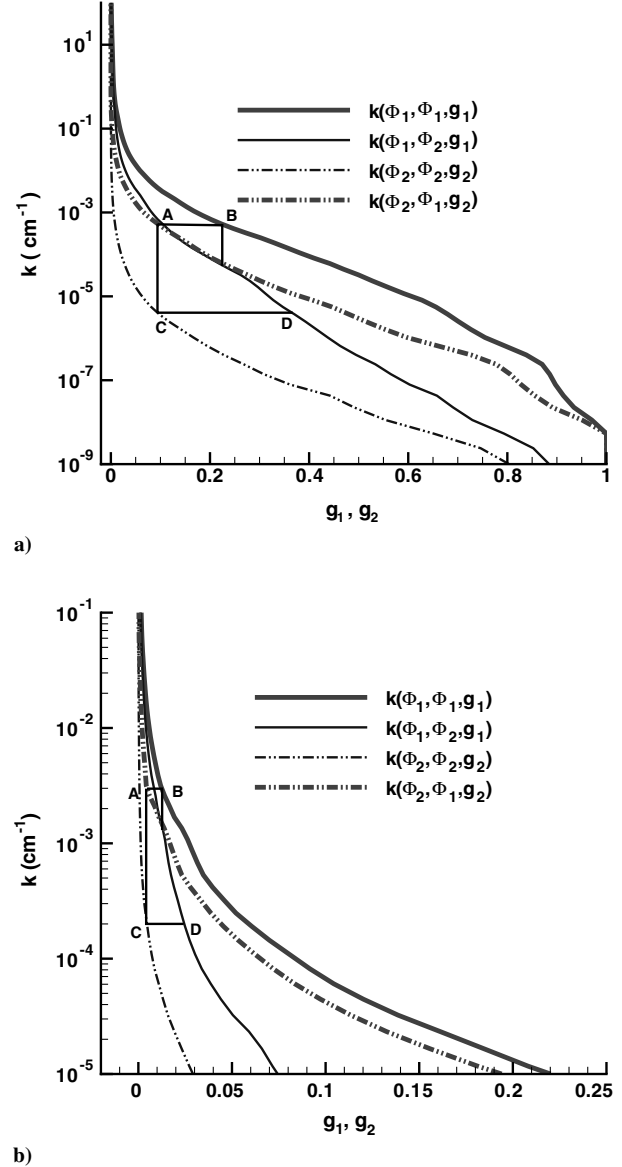 10¹
10⁻¹
10⁻³
10⁻⁵
10⁻⁷
10⁻⁹
k ( cm⁻¹)
k(Φ₁,Φ₁,g₁)
k(Φ₁,Φ₂,g₁)
k(Φ₂,Φ₂,g₂)
k(Φ₂,Φ₁,g₂)
A B
C D
0 0.2 0.4 0.6 0.8 1
g₁ , g₂
a)
10⁻¹
10⁻²
10⁻³
10⁻⁴
10⁻⁵
k (cm⁻¹)
k(Φ₁,Φ₁,g₁)
k(Φ₁,Φ₂,g₁)
k(Φ₂,Φ₂,g₂)
k(Φ₂,Φ₁,g₂)
A B
C D
0 0.05 0.1 0.15 0.2 0.25
g₁, g₂
b)